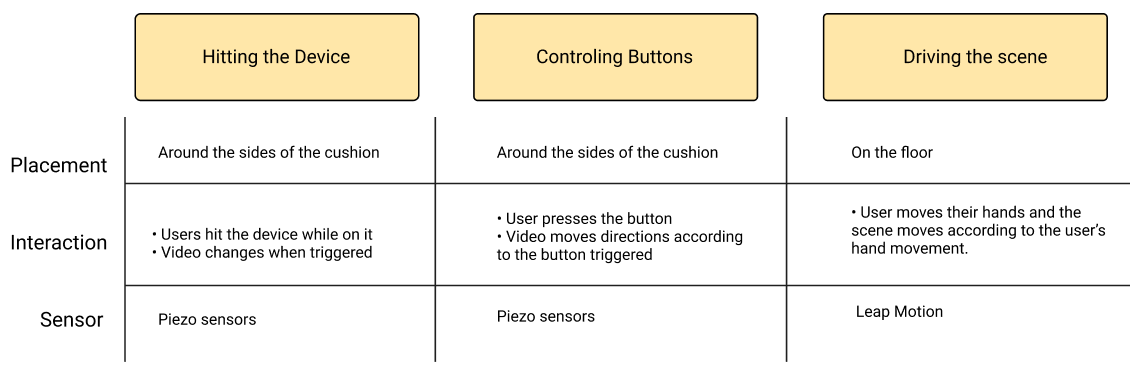 Hitting the Device
Controling Buttons
Driving the scene
Placement
Around the sides of the cushion
Around the sides of the cushion
On the floor
Interaction
• Users hit the device while on it
• Video changes when triggered
• User presses the button
• Video moves directions according
to the button triggered
• User moves their hands and the
scene moves according to the user’s
hand movement.
Sensor
Piezo sensors
Piezo sensors
Leap Motion